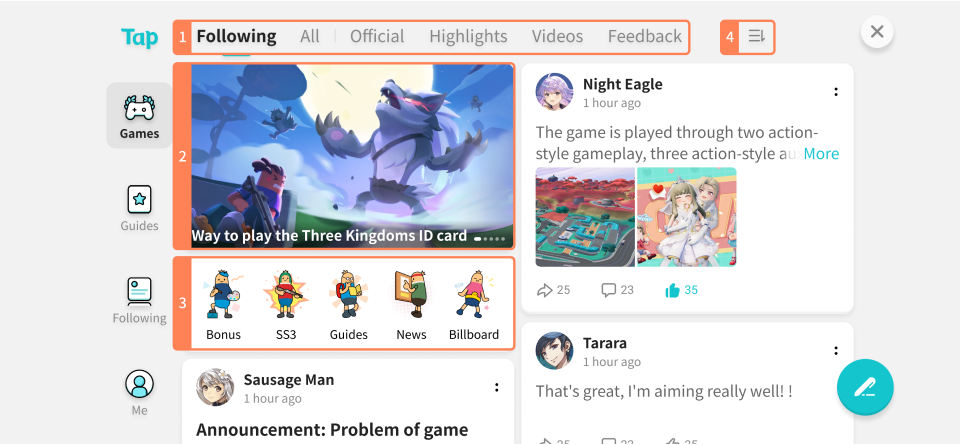 Tap
1 Following All Official Highlights Videos Feedback
4
Games
Guides
Following
Me
2
Way to play the Three Kingdoms ID card
3
Bonus SS3 Guides News Billboard
Sausage Man
1 hour ago
Announcement: Problem of game
Night Eagle
1 hour ago
The game is played through two action-
style gameplay, three action-style au More
25 23 35
Tarara
1 hour ago
That's great, I'm aiming really well! !
25 23 35